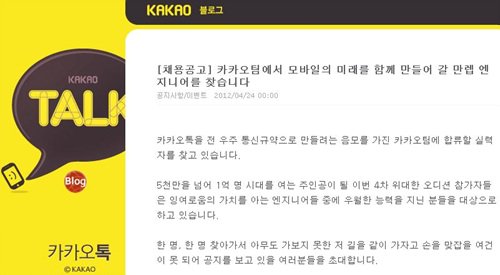 KAKAO 블로그
KAKAO
TALK
Blog
카카오톡
©KAKAO
[채용공고] 카카오팀에서 모바일의 미래를 함께 만들어 갈 만렙 엔
지니어를 찾습니다
공지사항/이벤트 2012/04/24 00:00
카카오톡을 전 우주 통신규약으로 만들려는 음모를 가진 카카오팀에 합류할 실력
자를 찾고 있습니다.
5천만을 넘어 1억 명 시대를 여는 주인공이 될 이번 4차 위대한 오디션 참가자들
은 잉여로움의 가치를 아는 엔지니어들 중에 우월한 능력을 지닌 분들을 대상으로
하고 있습니다.
한 명, 한 명 찾아가서 아무도 가보지 못한 저 길을 같이 가자고 손을 맞잡을 여건
이 못 되어 공지를 보고 있을 여러분들을 초대합니다.